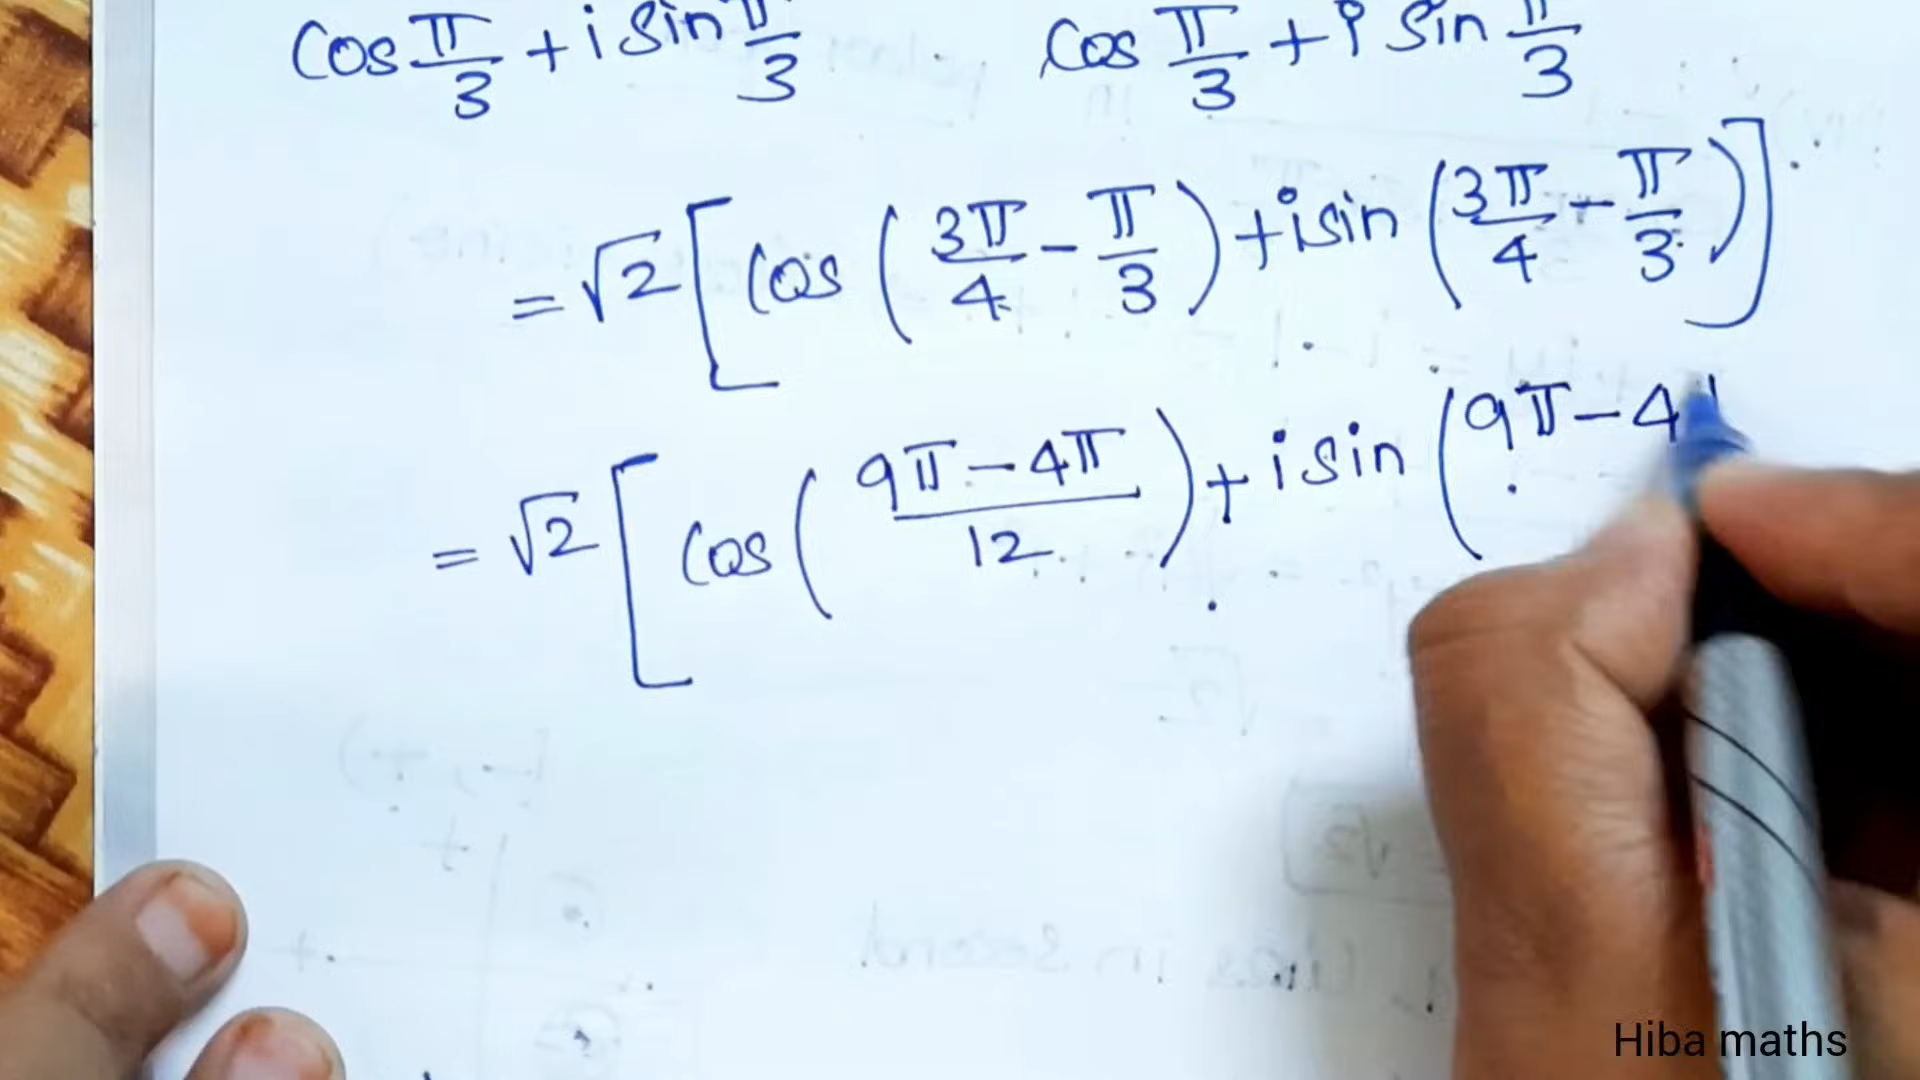 cos π/3 + i sin π/3    cos π/3 + i sin π/3
= √2 [ cos ( 3π/4 - π/3 ) + i sin ( 3π/4 - π/3 ) ]
= √2 [ cos ( 9π - 4π / 12 ) + i sin ( 9π - 4
Hiba maths